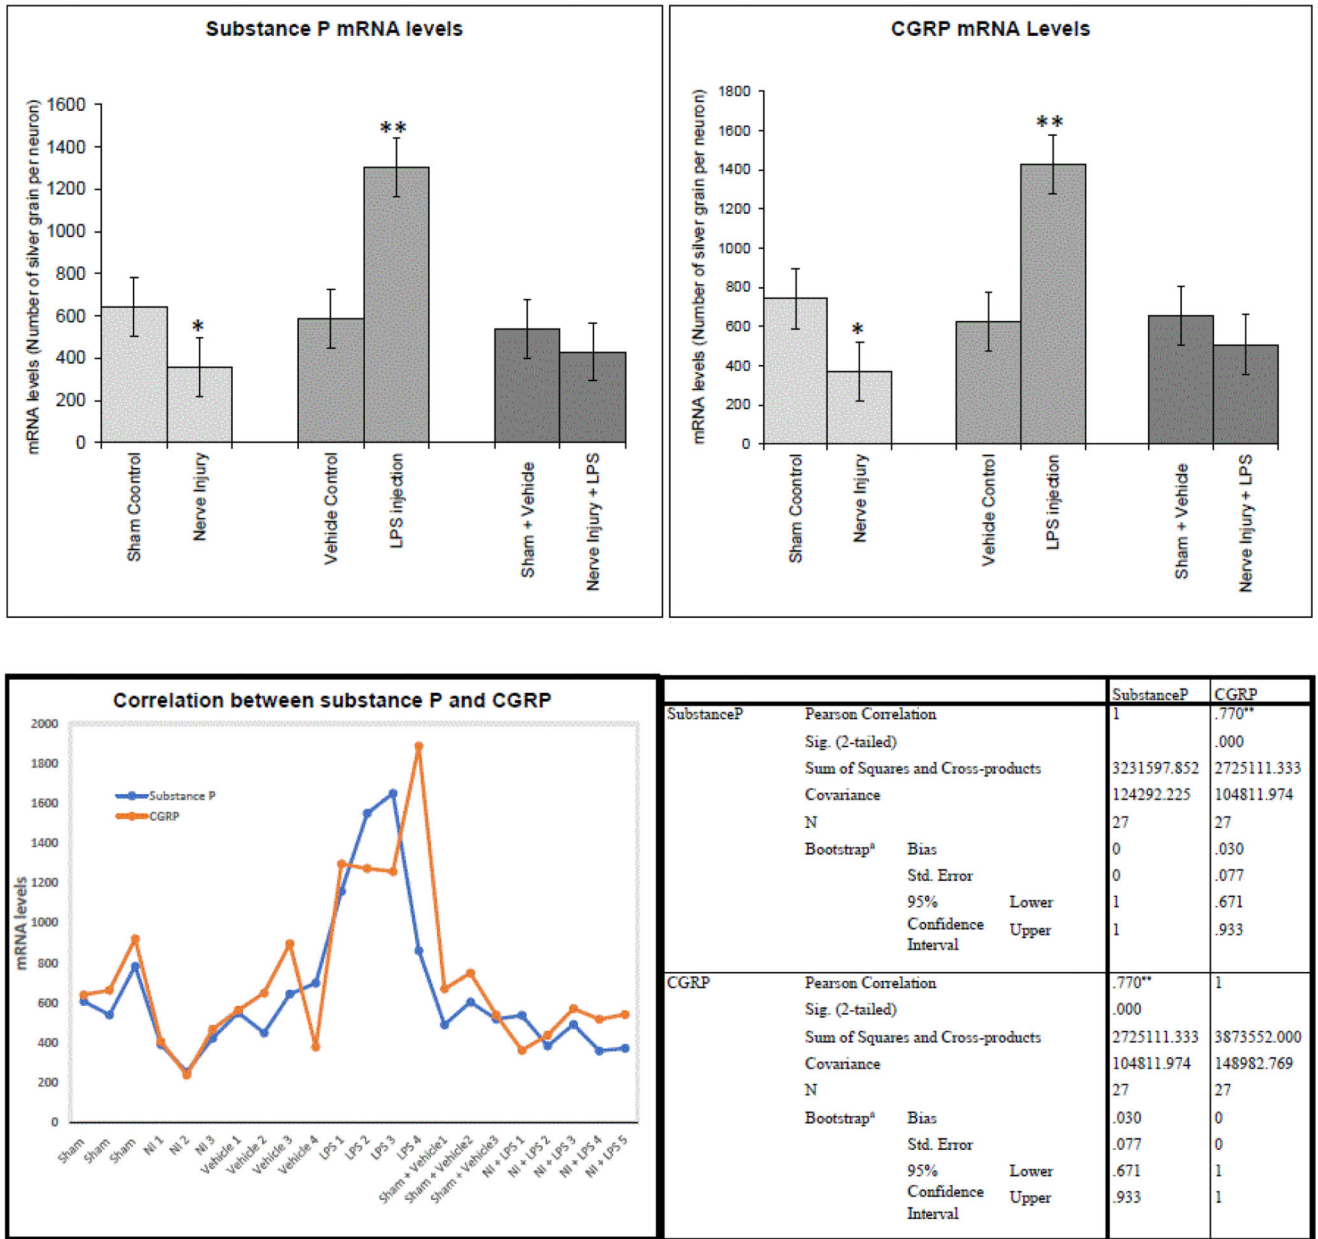 Substance P mRNA levels
mRNA levels (Number of silver grain per neuron)
1600
1400
1200
1000
800
600
400
200
0
**
*
Sham Coontrol
Nerve Injury
Vehicle Control
LPS injection
Sham + Vehicle
Nerve Injury + LPS
CGRP mRNA Levels
mRNA levels (Number of silver grain per neuron)
1800
1600
1400
1200
1000
800
600
400
200
0
**
*
Sham Control
Nerve Injury
Vehicle Control
LPS injection
Sham + Vehicle
Nerve Injury + LPS
Correlation between substance P and CGRP
mRNA levels
2000
1800
1600
1400
1200
1000
800
600
400
200
0
Substance P
CGRP
Sham
Sham
Sham
NI 1
NI 2
NI 3
Vehicle 1
Vehicle 2
Vehicle 3
Vehicle 4
LPS 1
LPS 2
LPS 3
LPS 4
Sham + Vehicle1
Sham + Vehicle2
Sham + Vehicle3
NI + LPS 1
NI + LPS 2
NI + LPS 3
NI + LPS 4
NI + LPS 5
SubstanceP CGRP
SubstanceP Pearson Correlation 1 .770**
Sig. (2-tailed) .000
Sum of Squares and Cross-products 3231597.852 2725111.333
Covariance 124292.225 104811.974
N 27 27
Bootstrapᵃ Bias 0 .030
Std. Error 0 .077
95% Lower 1 .671
Confidence Upper 1 .933
Interval
CGRP Pearson Correlation .770** 1
Sig. (2-tailed) .000
Sum of Squares and Cross-products 2725111.333 3873552.000
Covariance 104811.974 148982.769
N 27 27
Bootstrapᵃ Bias .030 0
Std. Error .077 0
95% Lower .671 1
Confidence Upper .933 1
Interval